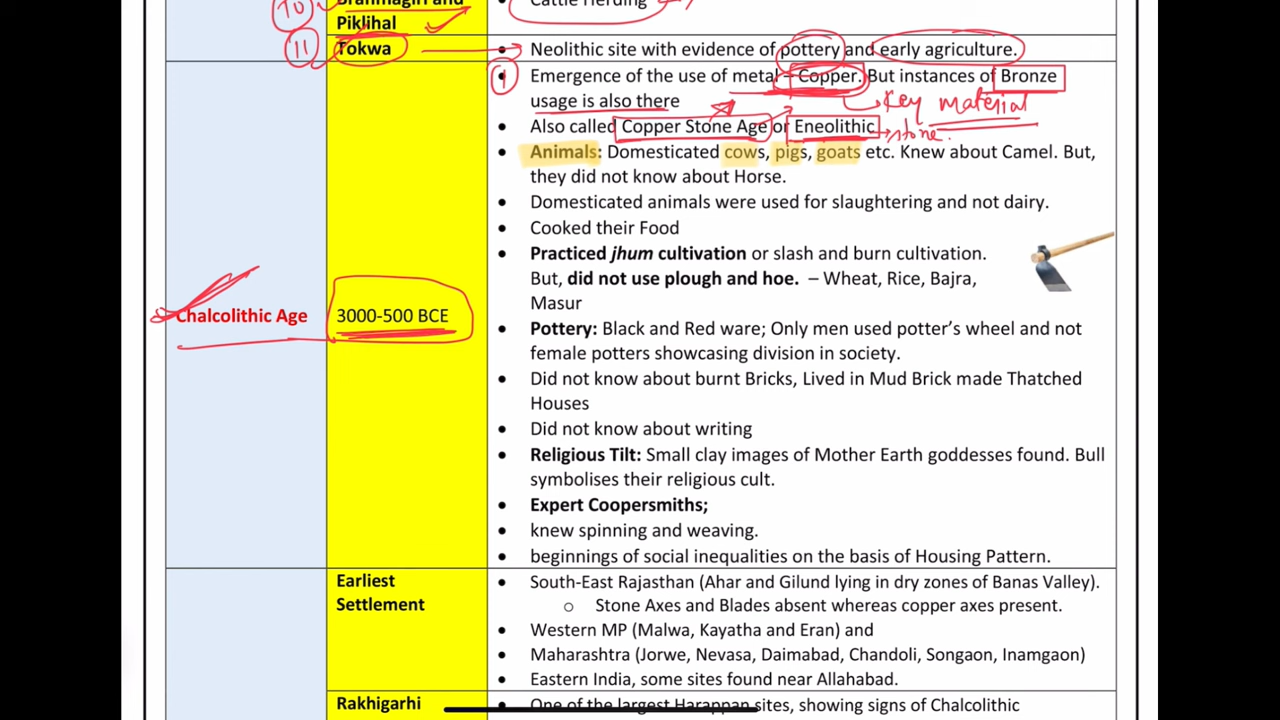 10 Brahmagiri and • Cattle Herding
Piklihal
11 Tokwa • Neolithic site with evidence of pottery and early agriculture.
1 • Emergence of the use of metal – Copper. But instances of Bronze
usage is also there
Key material
• Also called Copper Stone Age or Eneolithic stone.
• Animals: Domesticated cows, pigs, goats etc. Knew about Camel. But,
they did not know about Horse.
• Domesticated animals were used for slaughtering and not dairy.
• Cooked their Food
• Practiced jhum cultivation or slash and burn cultivation.
But, did not use plough and hoe. – Wheat, Rice, Bajra,
Masur
Chalcolithic Age 3000-500 BCE
• Pottery: Black and Red ware; Only men used potter's wheel and not
female potters showcasing division in society.
• Did not know about burnt Bricks, Lived in Mud Brick made Thatched
Houses
• Did not know about writing
• Religious Tilt: Small clay images of Mother Earth goddesses found. Bull
symbolises their religious cult.
• Expert Coopersmiths;
• knew spinning and weaving.
• beginnings of social inequalities on the basis of Housing Pattern.
Earliest
Settlement
• South-East Rajasthan (Ahar and Gilund lying in dry zones of Banas Valley).
o Stone Axes and Blades absent whereas copper axes present.
• Western MP (Malwa, Kayatha and Eran) and
• Maharashtra (Jorwe, Nevasa, Daimabad, Chandoli, Songaon, Inamgaon)
• Eastern India, some sites found near Allahabad.
Rakhigarhi • One of the largest Harappan sites, showing signs of Chalcolithic